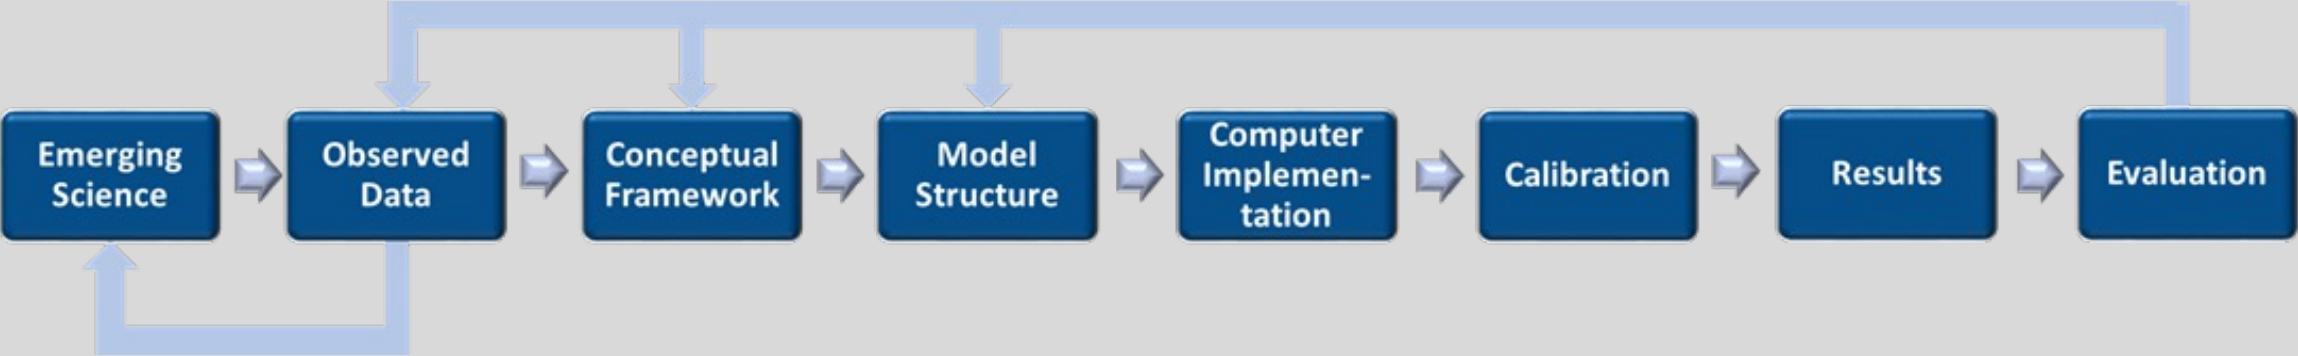 Emerging
Science
Observed
Data
Conceptual
Framework
Model
Structure
Computer
Implemen-
tation
Calibration
Results
Evaluation